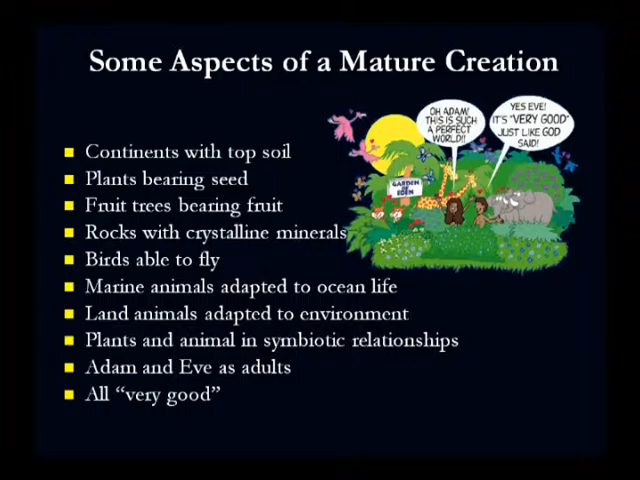 Some Aspects of a Mature Creation
OH ADAM!
THIS IS SUCH
A PERFECT
WORLD!!
YES EVE!
IT'S "VERY GOOD"
JUST LIKE GOD
SAID!
GARDEN
OF
EDEN
Continents with top soil
Plants bearing seed
Fruit trees bearing fruit
Rocks with crystalline minerals
Birds able to fly
Marine animals adapted to ocean life
Land animals adapted to environment
Plants and animal in symbiotic relationships
Adam and Eve as adults
All “very good”